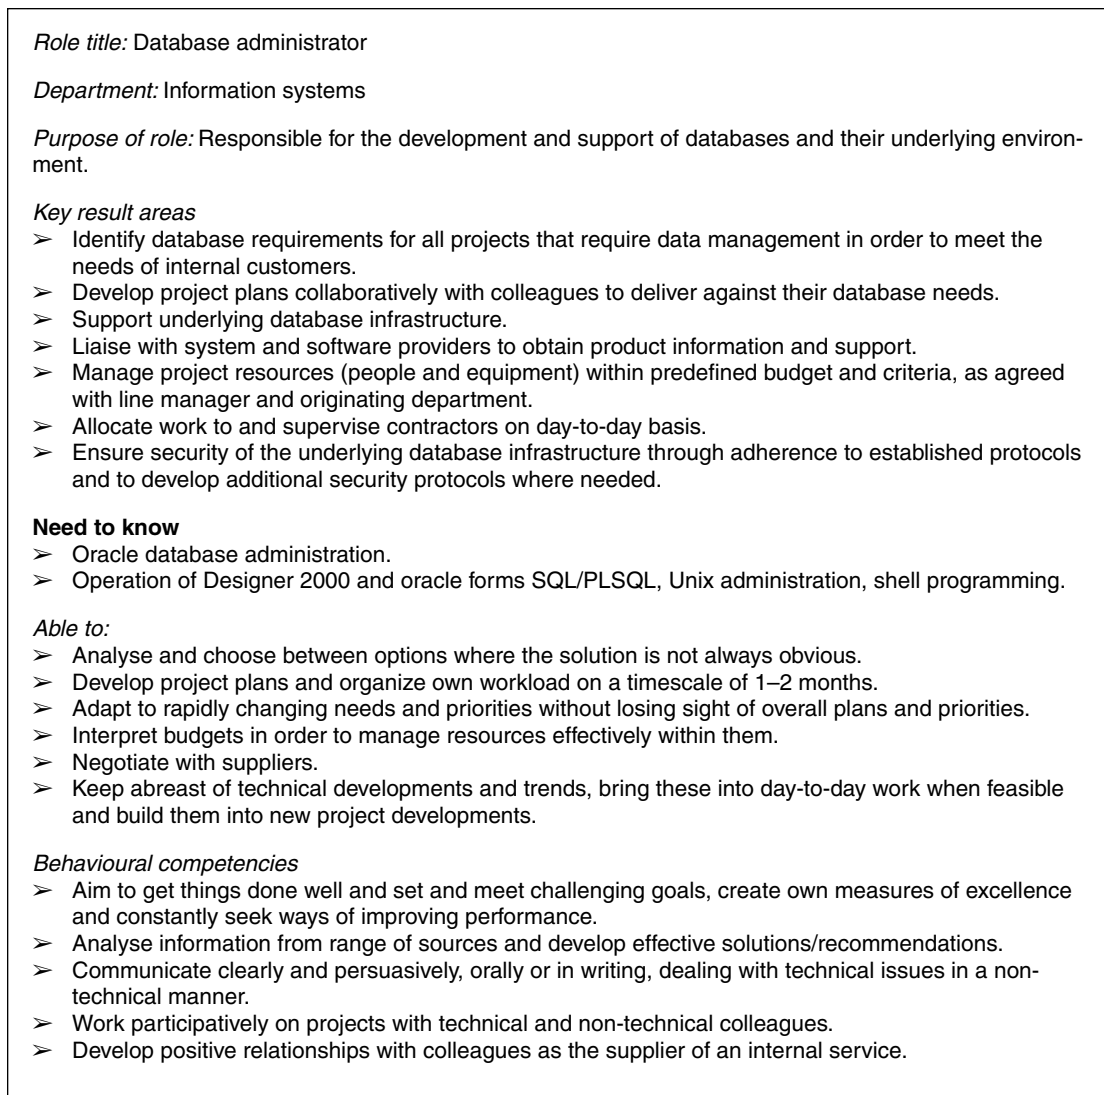 Role title: Database administrator
Department: Information systems
Purpose of role: Responsible for the development and support of databases and their underlying environ-
ment.
Key result areas
➢ Identify database requirements for all projects that require data management in order to meet the
needs of internal customers.
➢ Develop project plans collaboratively with colleagues to deliver against their database needs.
➢ Support underlying database infrastructure.
➢ Liaise with system and software providers to obtain product information and support.
➢ Manage project resources (people and equipment) within predefined budget and criteria, as agreed
with line manager and originating department.
➢ Allocate work to and supervise contractors on day-to-day basis.
➢ Ensure security of the underlying database infrastructure through adherence to established protocols
and to develop additional security protocols where needed.
Need to know
➢ Oracle database administration.
➢ Operation of Designer 2000 and oracle forms SQL/PLSQL, Unix administration, shell programming.
Able to:
➢ Analyse and choose between options where the solution is not always obvious.
➢ Develop project plans and organize own workload on a timescale of 1–2 months.
➢ Adapt to rapidly changing needs and priorities without losing sight of overall plans and priorities.
➢ Interpret budgets in order to manage resources effectively within them.
➢ Negotiate with suppliers.
➢ Keep abreast of technical developments and trends, bring these into day-to-day work when feasible
and build them into new project developments.
Behavioural competencies
➢ Aim to get things done well and set and meet challenging goals, create own measures of excellence
and constantly seek ways of improving performance.
➢ Analyse information from range of sources and develop effective solutions/recommendations.
➢ Communicate clearly and persuasively, orally or in writing, dealing with technical issues in a non-
technical manner.
➢ Work participatively on projects with technical and non-technical colleagues.
➢ Develop positive relationships with colleagues as the supplier of an internal service.